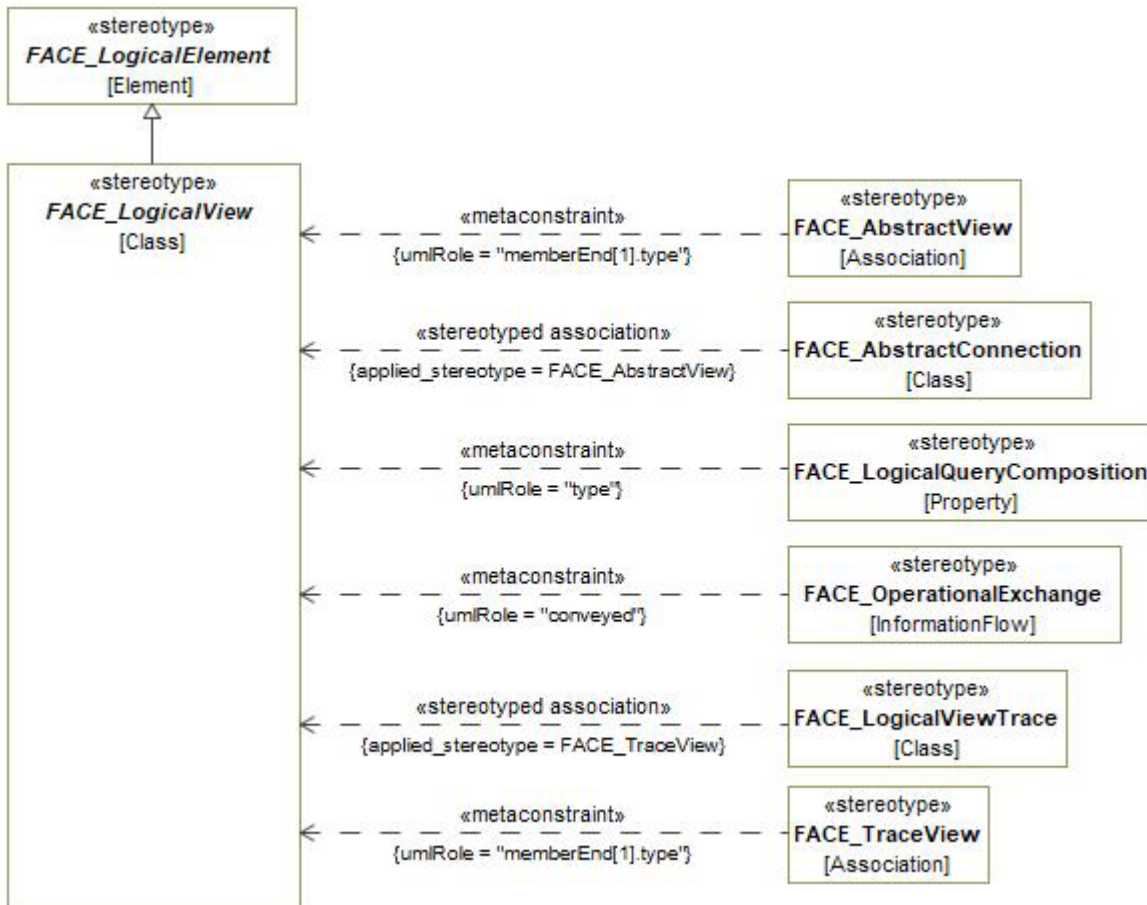 «stereotype»
FACE_LogicalElement
[Element]
«stereotype»
FACE_LogicalView
[Class]
«metaconstraint»
{umlRole = "memberEnd[1].type"}
«stereotype»
FACE_AbstractView
[Association]
«stereotyped association»
{applied_stereotype = FACE_AbstractView}
«stereotype»
FACE_AbstractConnection
[Class]
«metaconstraint»
{umlRole = "type"}
«stereotype»
FACE_LogicalQueryComposition
[Property]
«metaconstraint»
{umlRole = "conveyed"}
«stereotype»
FACE_OperationalExchange
[InformationFlow]
«stereotyped association»
{applied_stereotype = FACE_TraceView}
«stereotype»
FACE_LogicalViewTrace
[Class]
«metaconstraint»
{umlRole = "memberEnd[1].type"}
«stereotype»
FACE_TraceView
[Association]